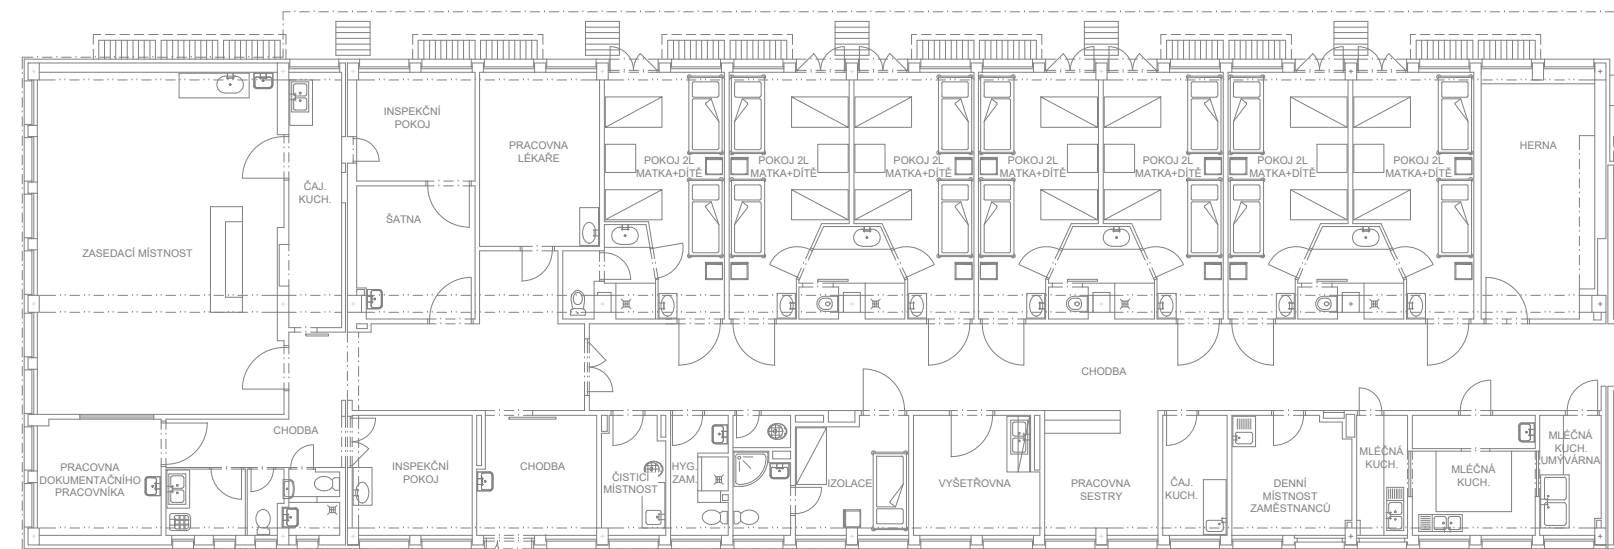 INSPEKČNÍ
POKOJ
PRACOVNA
LÉKAŘE
HERNA
POKOJ 2L
MATKA+DÍTĚ
POKOJ 2L
MATKA+DÍTĚ
POKOJ 2L
MATKA+DÍTĚ
POKOJ 2L
MATKA+DÍTĚ
POKOJ 2L
MATKA+DÍTĚ
POKOJ 2L
MATKA+DÍTĚ
POKOJ 2L
MATKA+DÍTĚ
ČAJ.
KUCH.
ŠATNA
ZASEDACÍ MÍSTNOST
CHODBA
CHODBA
PRACOVNA
DOKUMENTAČNÍHO
PRACOVNÍKA
INSPEKČNÍ
POKOJ
CHODBA
ČISTICÍ
MÍSTNOST
HYG.
ZAM.
IZOLACE
VYŠETŘOVNA
PRACOVNA
SESTRY
ČAJ.
KUCH.
DENNÍ
MÍSTNOST
ZAMĚSTNANCŮ
MLÉČNÁ
KUCH.
MLÉČNÁ
KUCH.
MLÉČNÁ
KUCH.
UMÝVÁRNA